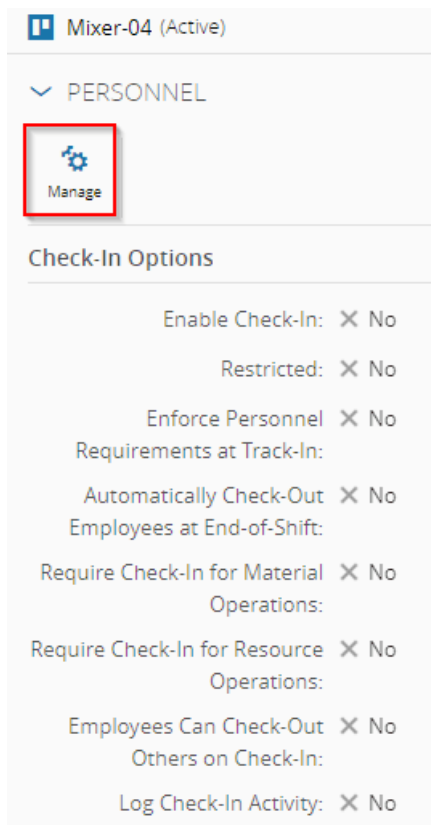 Mixer-04 (Active)
PERSONNEL
Manage
Check-In Options
Enable Check-In: No
Restricted: No
Enforce Personnel No
Requirements at Track-In:
Automatically Check-Out No
Employees at End-of-Shift:
Require Check-In for Material No
Operations:
Require Check-In for Resource No
Operations:
Employees Can Check-Out No
Others on Check-In:
Log Check-In Activity: No